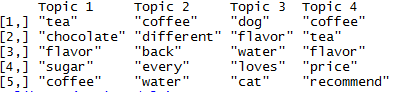 Topic 1 Topic 2 Topic 3 Topic 4
[1,] "tea" "coffee" "dog" "coffee"
[2,] "chocolate" "different" "flavor" "tea"
[3,] "flavor" "back" "water" "flavor"
[4,] "sugar" "every" "loves" "price"
[5,] "coffee" "water" "cat" "recommend"